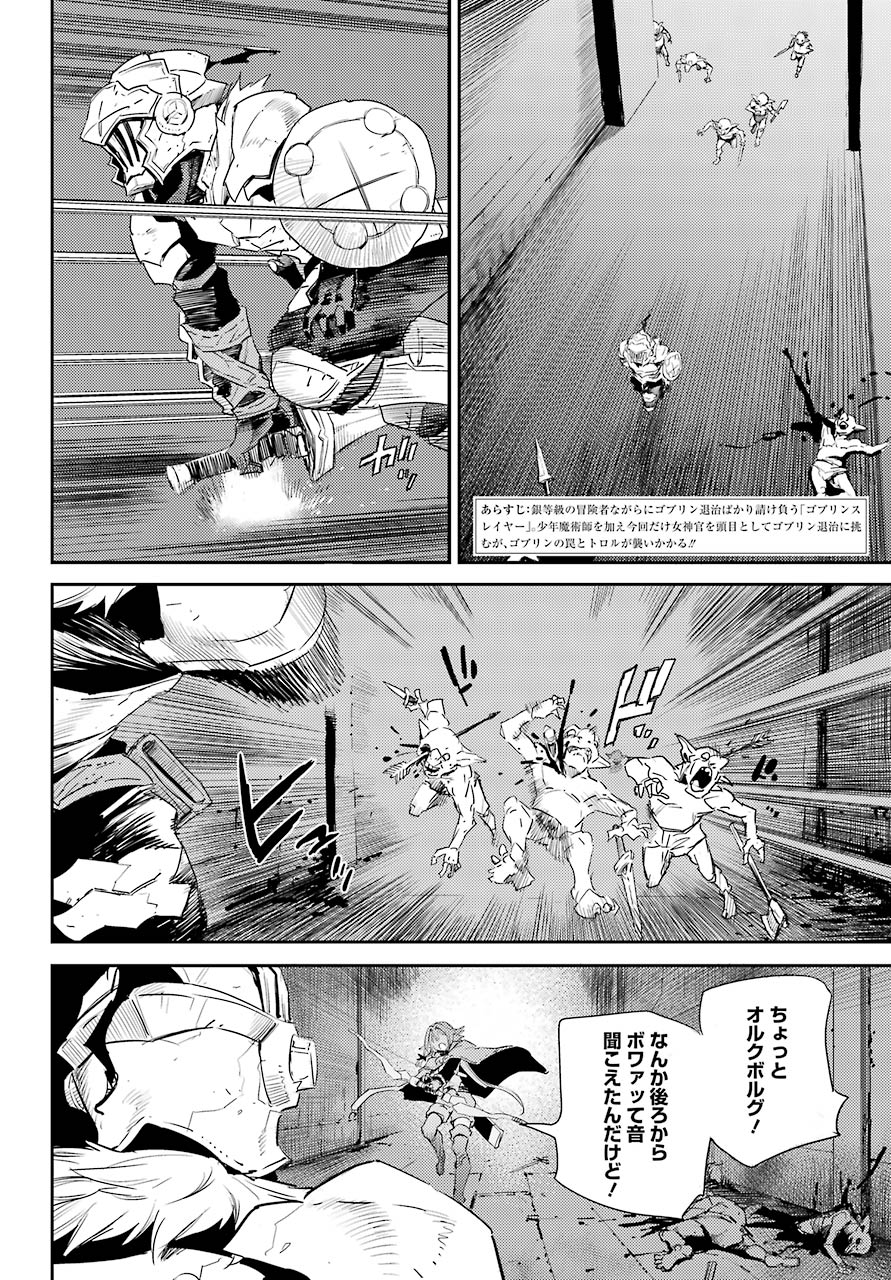 あらすじ：銀等級の冒険者ながらにゴブリン退治ばかり請け負う「ゴブリンス
レイヤー」。少年魔術師を加え今回だけ女神官を頭目としてゴブリン退治に挑
むが、ゴブリンの罠とトロルが襲いかかる!!
ガッ
ドッ
ビッ
ちょっと
オルクボルグ！
なんか後ろから
ボワァッて音
聞こえたんだけど！